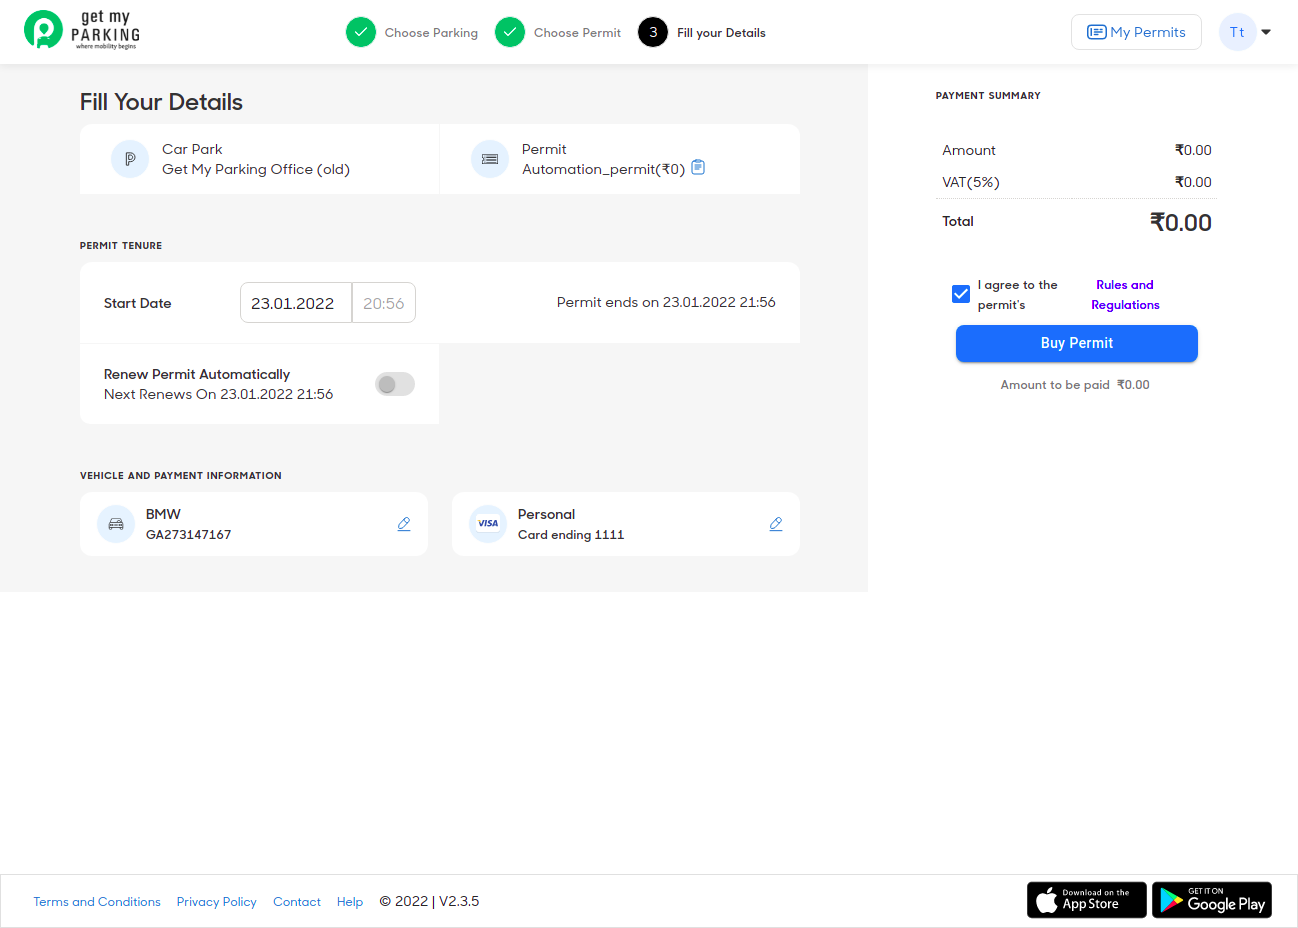 get my
PARKING
where mobility begins
Choose Parking
Choose Permit
3 Fill your Details
My Permits
Tt
Fill Your Details
Car Park
Get My Parking Office (old)
Permit
Automation_permit(₹0)
PERMIT TENURE
Start Date
23.01.2022 20:56
Permit ends on 23.01.2022 21:56
Renew Permit Automatically
Next Renews On 23.01.2022 21:56
VEHICLE AND PAYMENT INFORMATION
BMW
GA273147167
VISA
Personal
Card ending 1111
PAYMENT SUMMARY
Amount ₹0.00
VAT(5%) ₹0.00
Total ₹0.00
I agree to the
permit's
Rules and
Regulations
Buy Permit
Amount to be paid ₹0.00
Terms and Conditions Privacy Policy Contact Help © 2022 | V2.3.5
Download on the
App Store
GET IT ON
Google Play